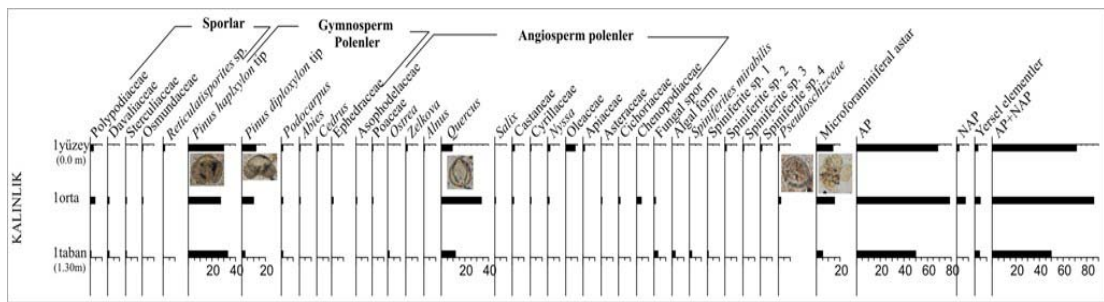 Sporlar
Gymnosperm
Polenler
Angiosperm polenler
Polypodiaceae
Davaliaceae
Sterculiaceae
Osmundaceae
Reticulatisporites sp.
Pinus haplxylon tip
Pinus diploxylon tip
Podocarpus
Abies
Cedrus
Ephedraceae
Asophodelaceae
Poaceae
Ostrea
Zelkova
Alnus
Quercus
Salix
Castaneae
Cyrillaceae
Nyssa
Oleaceae
Apiaceae
Asteraceae
Cichoriaceae
Chenopodiaceae
Fungal spor
Algal form
Spiniferites mirabilis
Spiniferite sp. 1
Spiniferite sp. 2
Spiniferite sp. 3
Spiniferite sp. 4
Pseudoschizceae
Microforaminiferal astar
AP
NAP
Yersel elementler
AP+NAP
KALINLIK
1yüzey
(0.0 m)
1orta
1taban
(1.30m)
20 40
20
20 40
20
20 40 60 80
20 40 60 80